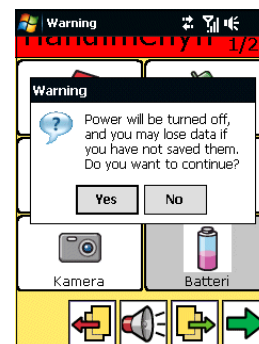 Warning
1/2
Warning
Power will be turned off,
and you may lose data if
you have not saved them.
Do you want to continue?
Yes
No
Kamera
Batteri